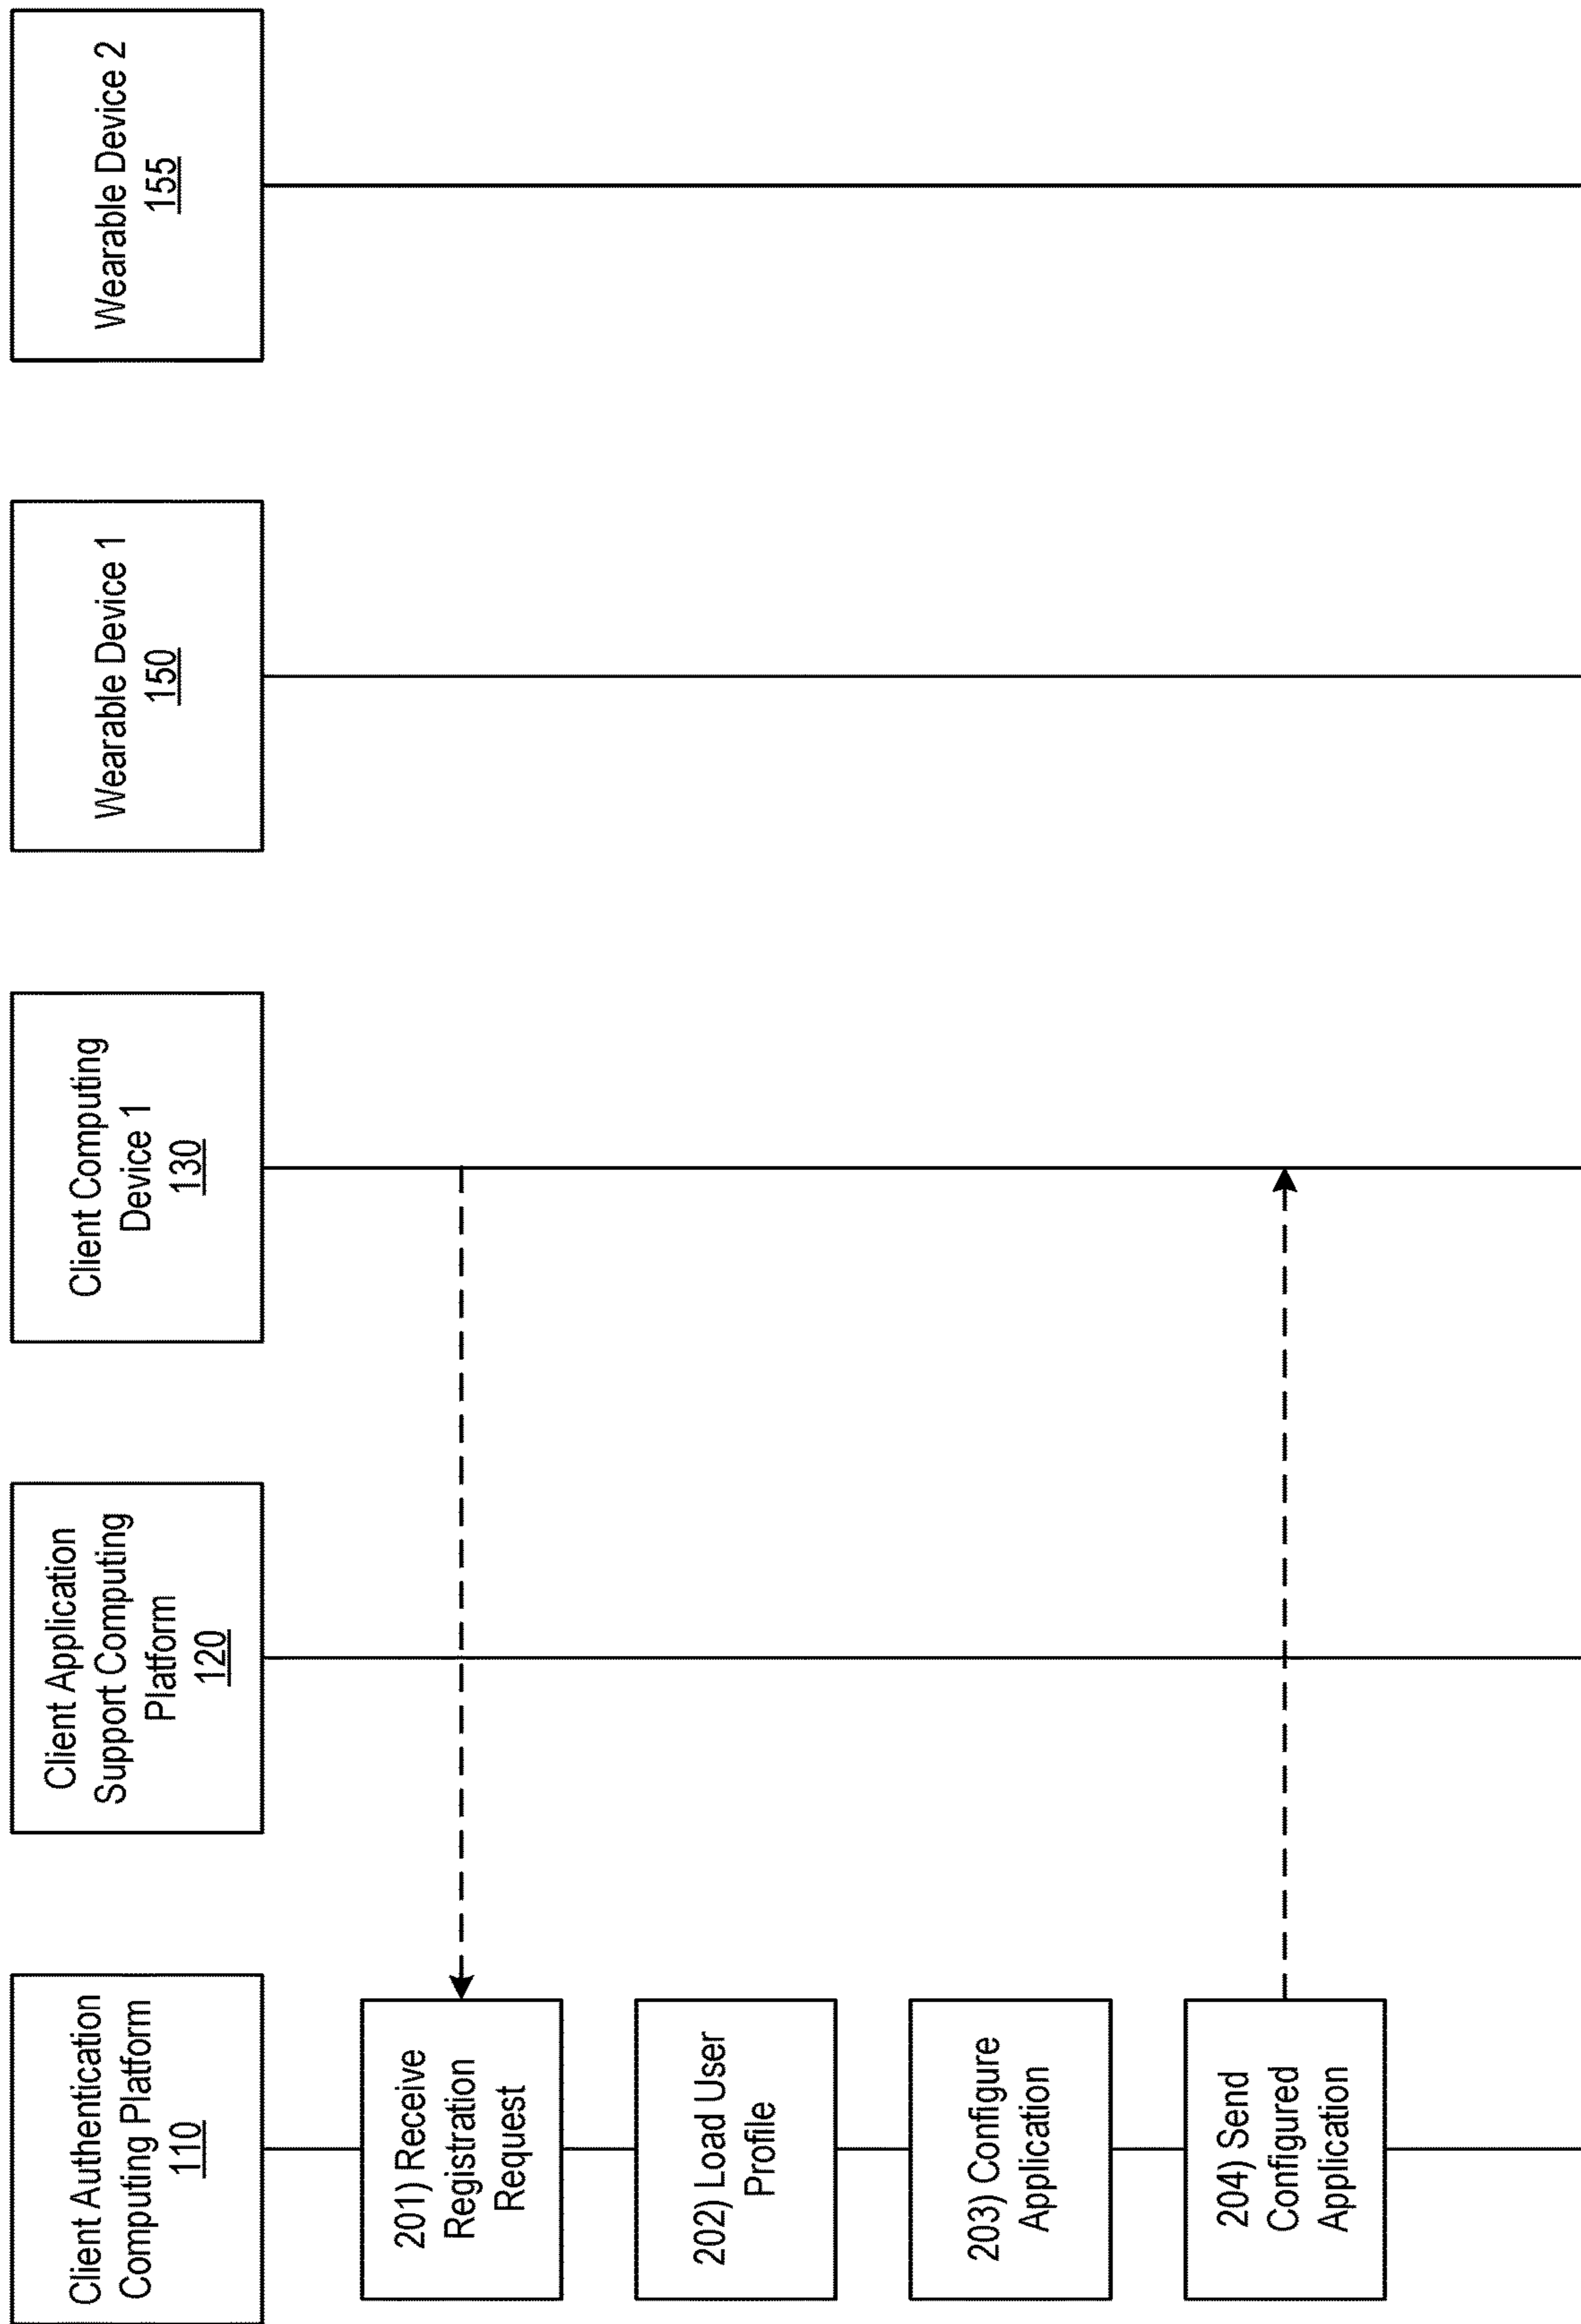 Client Authentication
Computing Platform
110
Client Application
Support Computing
Platform
120
Client Computing
Device 1
130
Wearable Device 1
150
Wearable Device 2
155
201) Receive
Registration
Request
202) Load User
Profile
203) Configure
Application
204) Send
Configured
Application